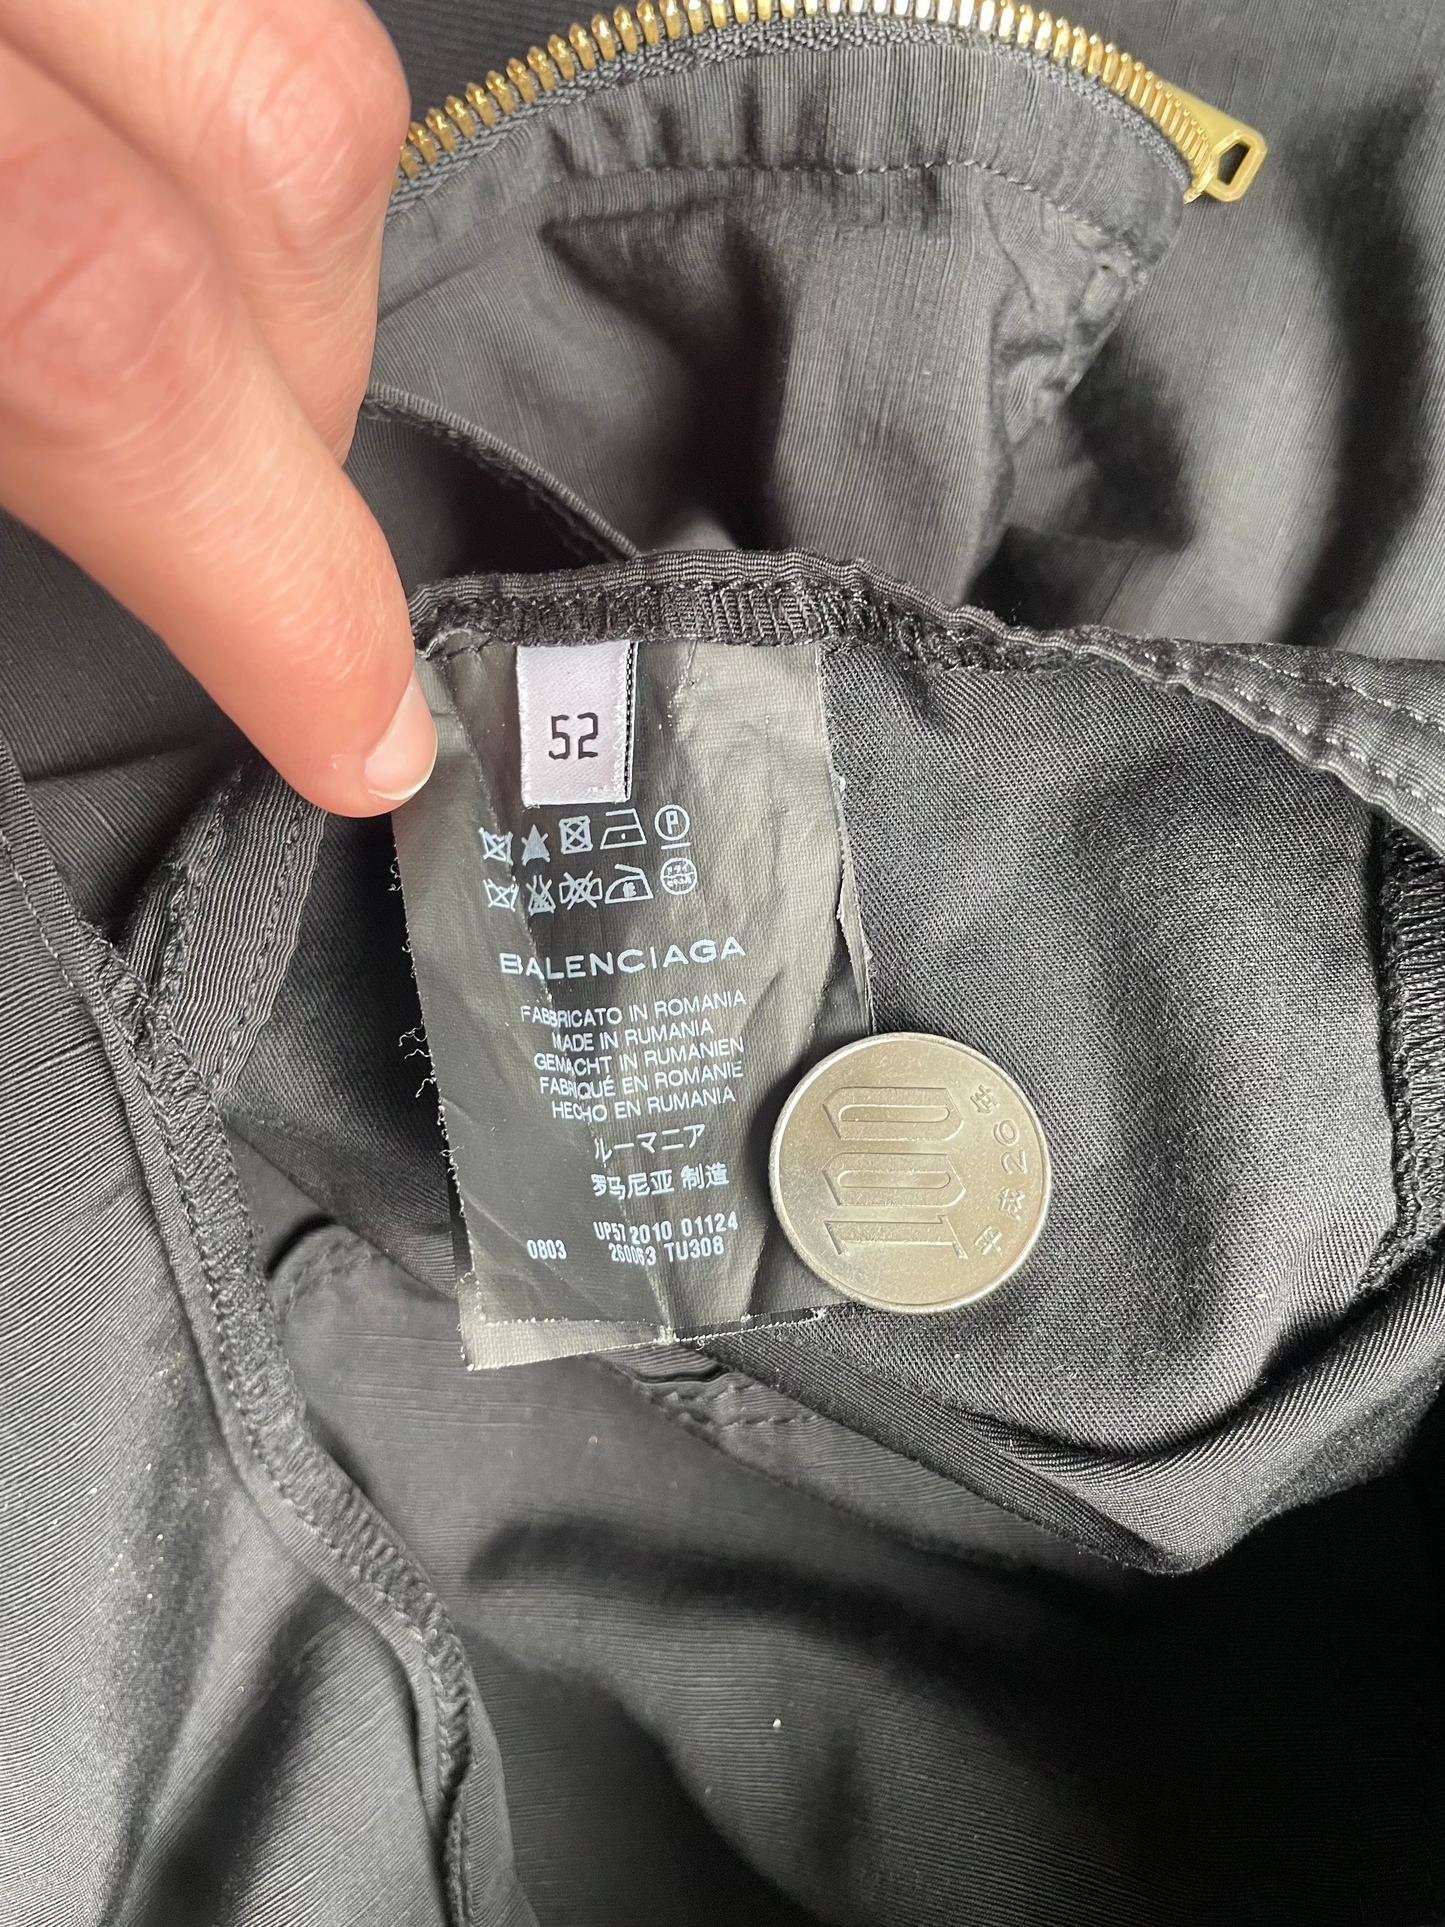 52
P
BALENCIAGA
FABBRICATO IN ROMANIA
MADE IN RUMANIA
GEMACHT IN RUMANIEN
FABRIQUÉ EN ROMANIE
HECHO EN RUMANIA
ルーマニア
罗马尼亚 制造
UP57 2010 01124
0803 260063 TU308
100
平成20年